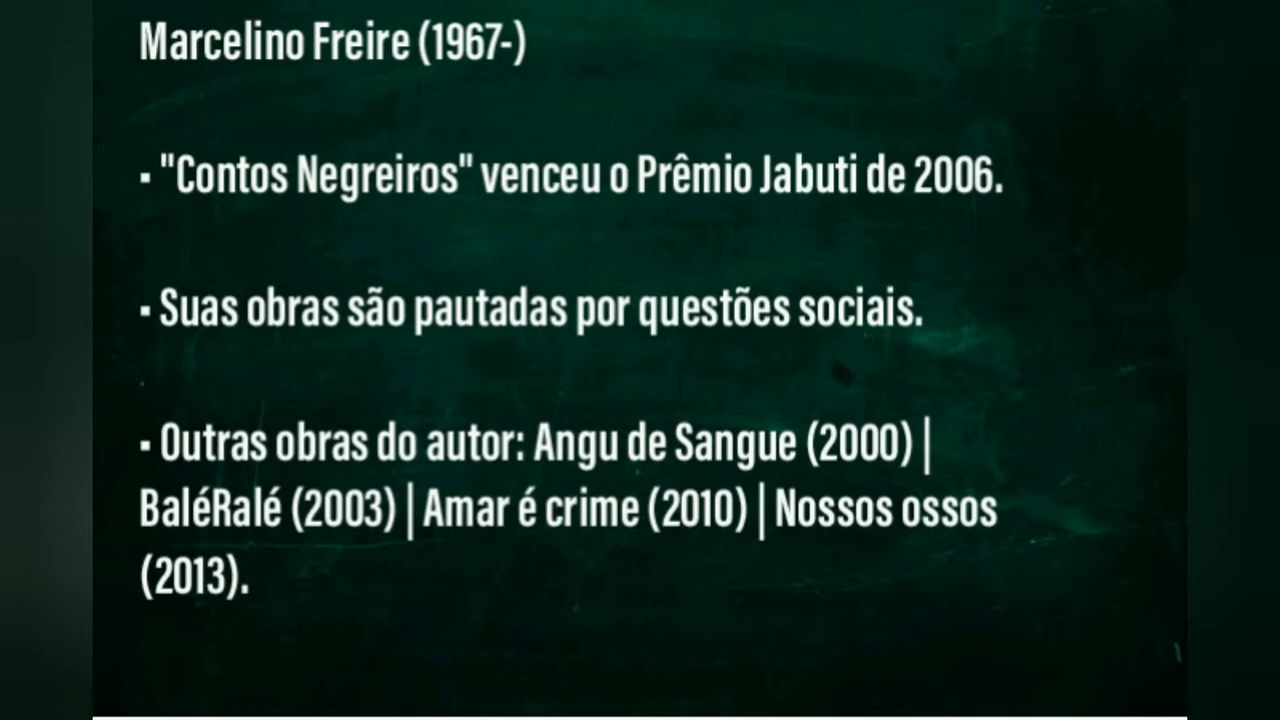 Marcelino Freire (1967-)
▪ "Contos Negreiros" venceu o Prêmio Jabuti de 2006.
▪ Suas obras são pautadas por questões sociais.
▪ Outras obras do autor: Angu de Sangue (2000) |
BaléRalé (2003) | Amar é crime (2010) | Nossos ossos
(2013).